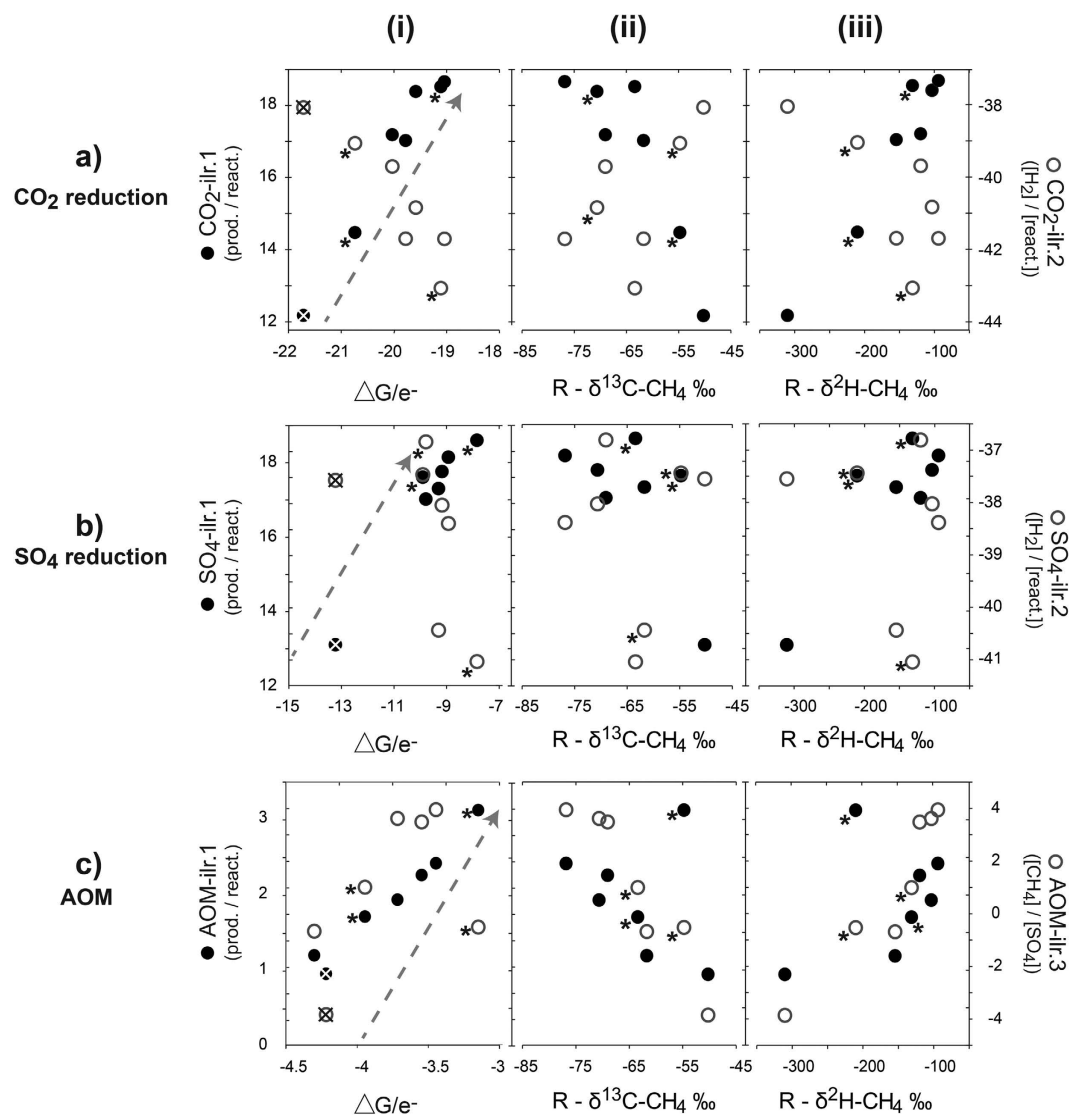 (i) (ii) (iii)
a)
CO2 reduction
● CO2-ilr.1
(prod. / react.)
18
16
14
12
-22 -21 -20 -19 -18
△G/e-
-85 -75 -65 -55 -45
R - δ13C-CH4 ‰
-300 -200 -100
R - δ2H-CH4 ‰
-38
-40
-42
-44
○ CO2-ilr.2
([H2] / [react.])
b)
SO4 reduction
● SO4-ilr.1
(prod. / react.)
18
16
14
12
-15 -13 -11 -9 -7
△G/e-
-85 -75 -65 -55 -45
R - δ13C-CH4 ‰
-300 -200 -100
R - δ2H-CH4 ‰
-37
-38
-39
-40
-41
○ SO4-ilr.2
([H2] / [react.])
c)
AOM
● AOM-ilr.1
(prod. / react.)
3
2
1
0
-4.5 -4 -3.5 -3
△G/e-
-85 -75 -65 -55 -45
R - δ13C-CH4 ‰
-300 -200 -100
R - δ2H-CH4 ‰
4
2
0
-2
-4
○ AOM-ilr.3
([CH4] / [SO4])